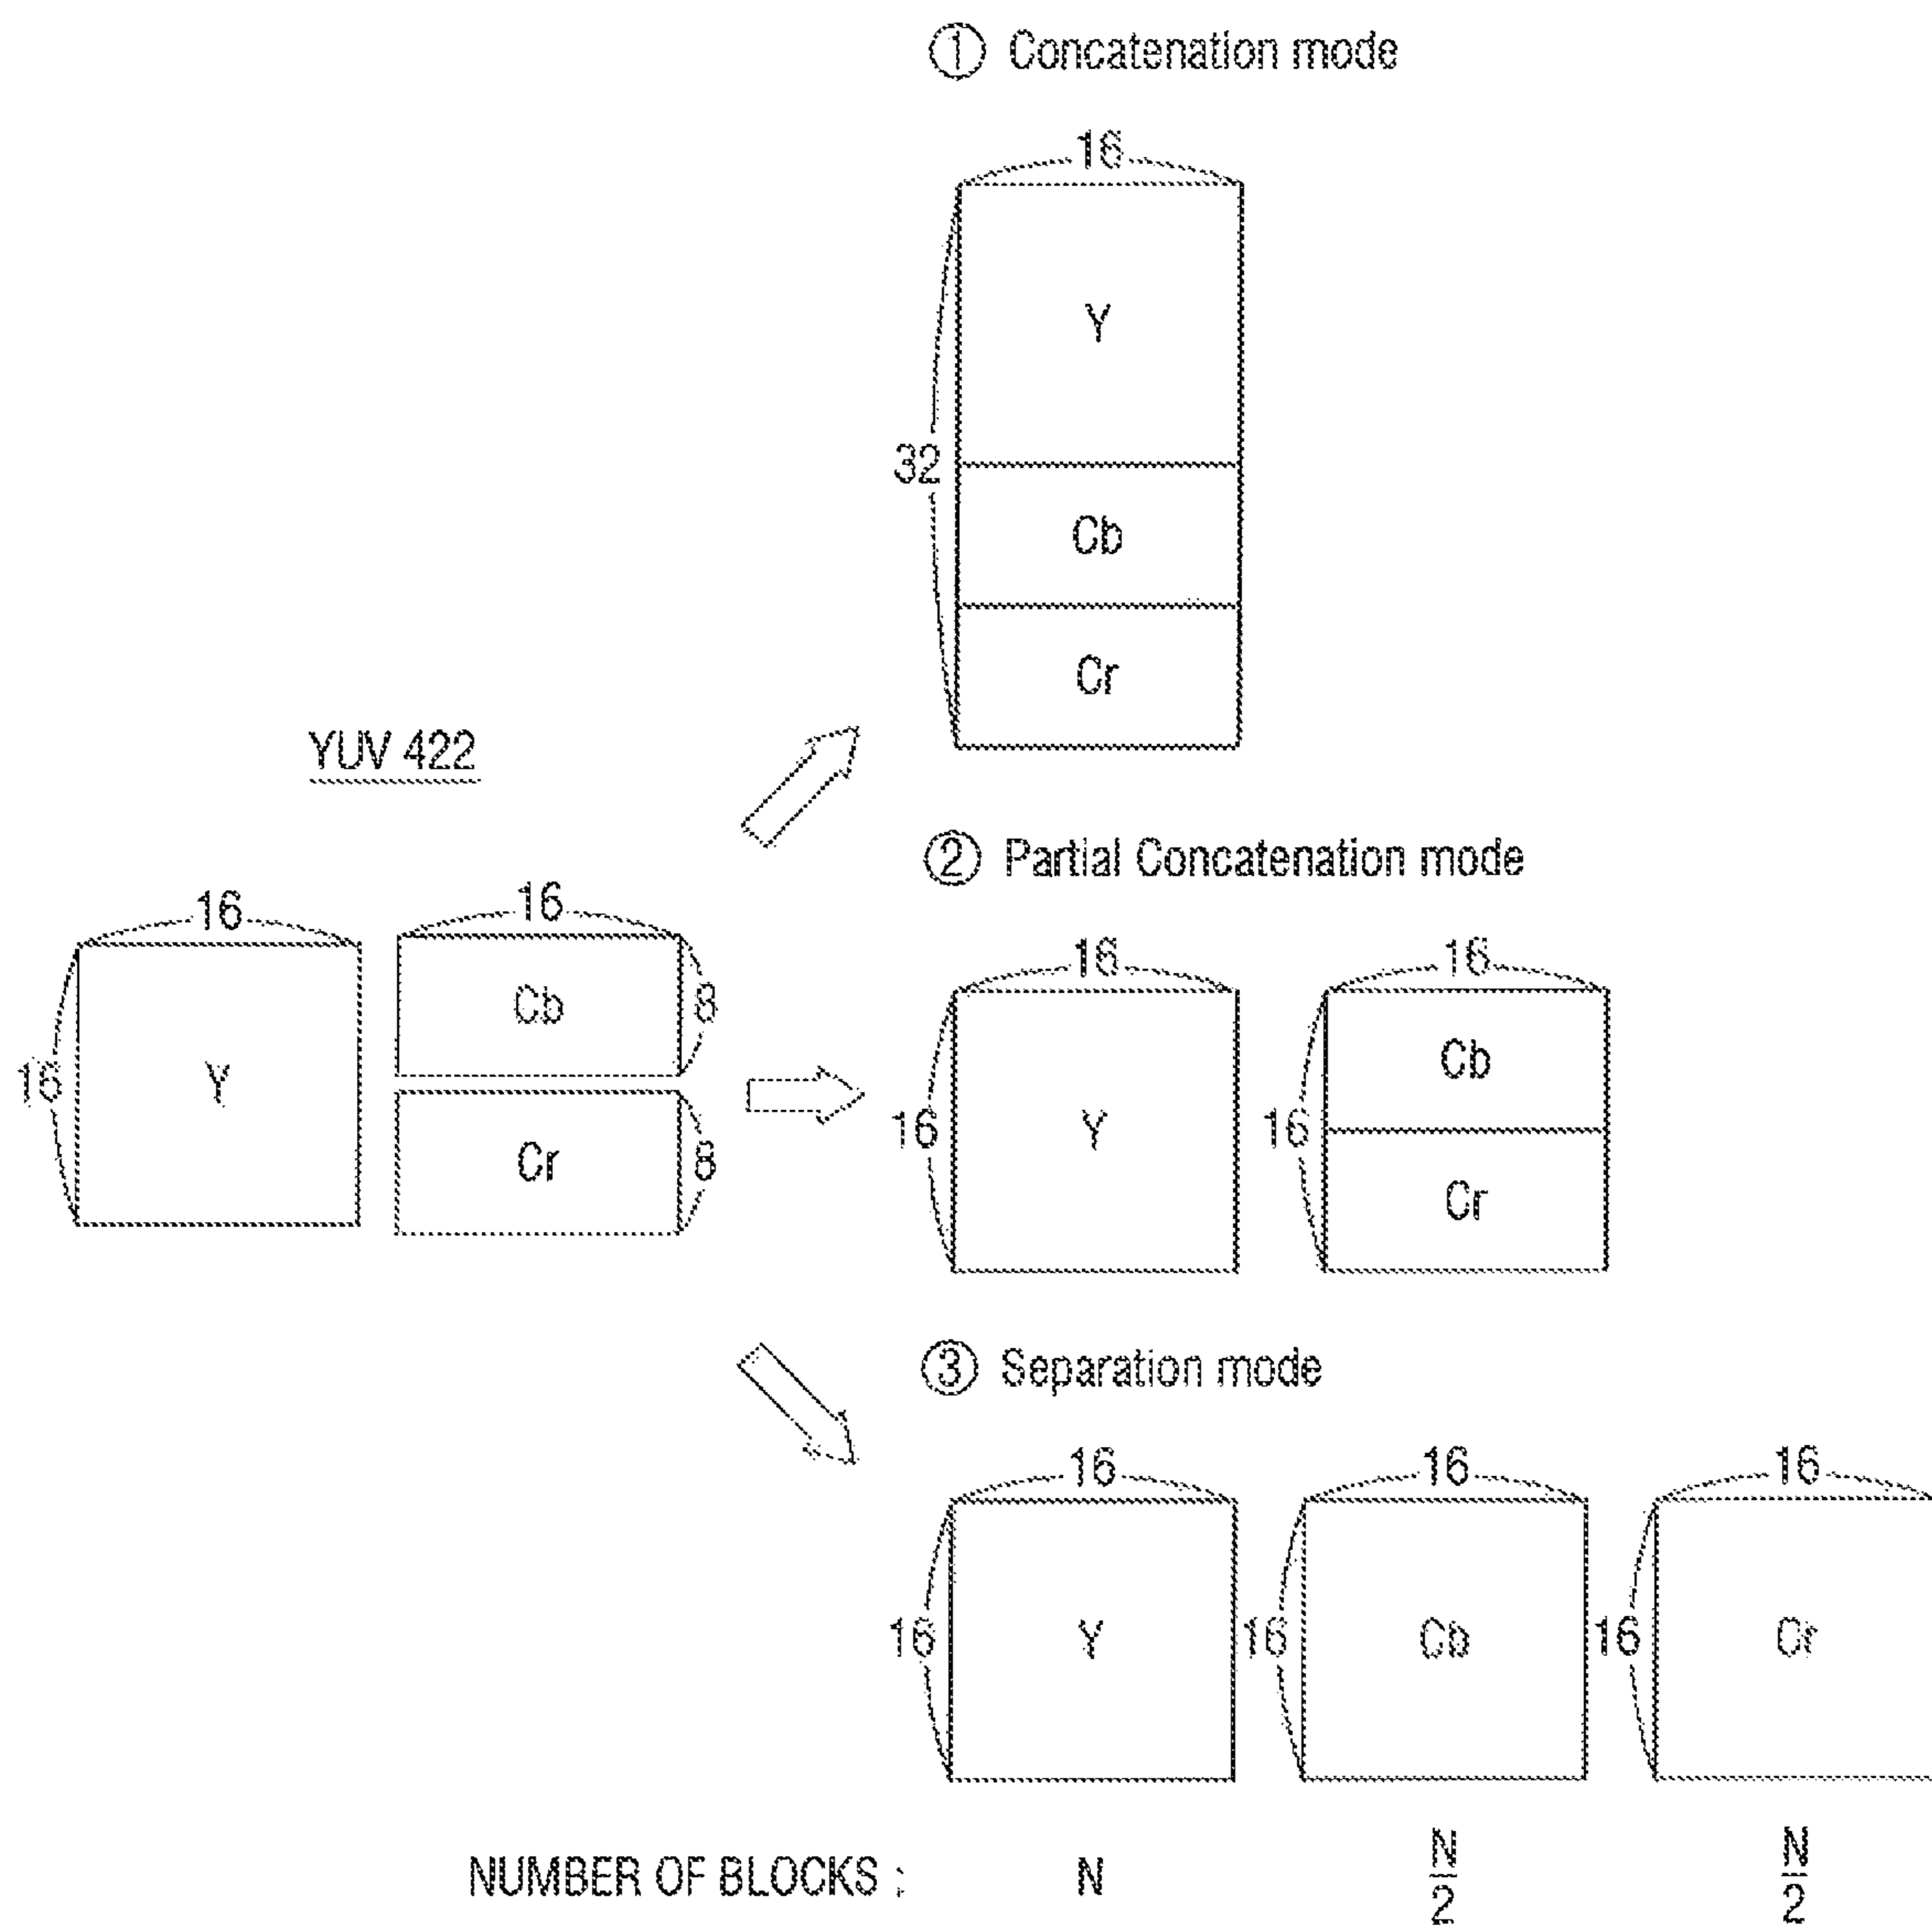 ① Concatenation mode
16
32
Y
Cb
Cr
YUV 422
16
16
Y
16
Cb
8
Cr
8
② Partial Concatenation mode
16
16
Y
16
16
Cb
Cr
③ Separation mode
16
16
16
16
Y
16
Cb
16
Cr
NUMBER OF BLOCKS :
N
N
2
N
2